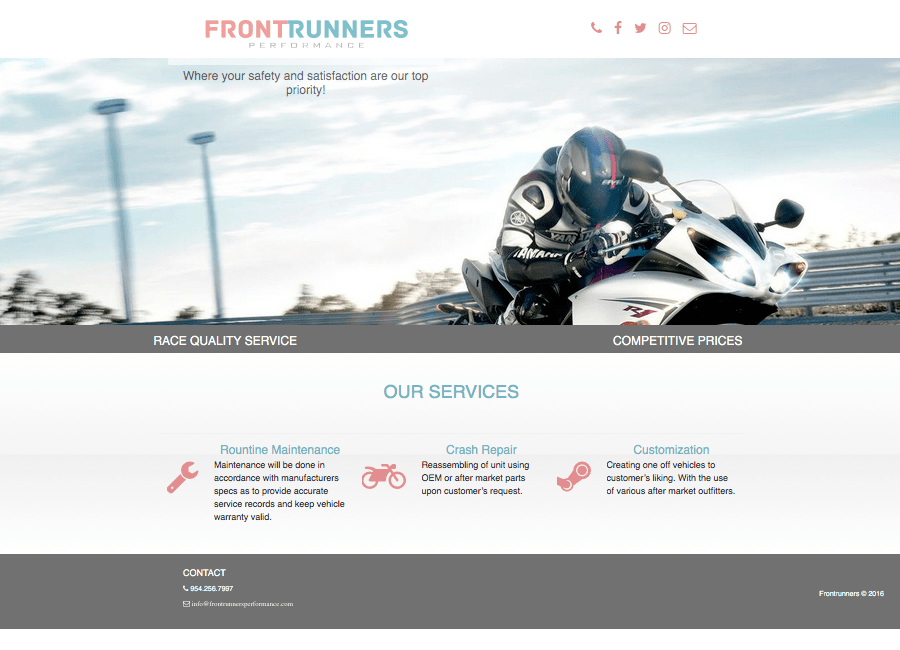 FRONTRUNNERS
PERFORMANCE
Where your safety and satisfaction are our top
priority!
YAMAHA
YAMAHA
R1
RACE QUALITY SERVICE
COMPETITIVE PRICES
OUR SERVICES
Rountine Maintenance
Maintenance will be done in
accordance with manufacturers
specs as to provide accurate
service records and keep vehicle
warranty valid.
Crash Repair
Reassembling of unit using
OEM or after market parts
upon customer's request.
Customization
Creating one off vehicles to
customer's liking. With the use
of various after market outfitters.
CONTACT
954.256.7997
info@frontrunnersperformance.com
Frontrunners © 2016